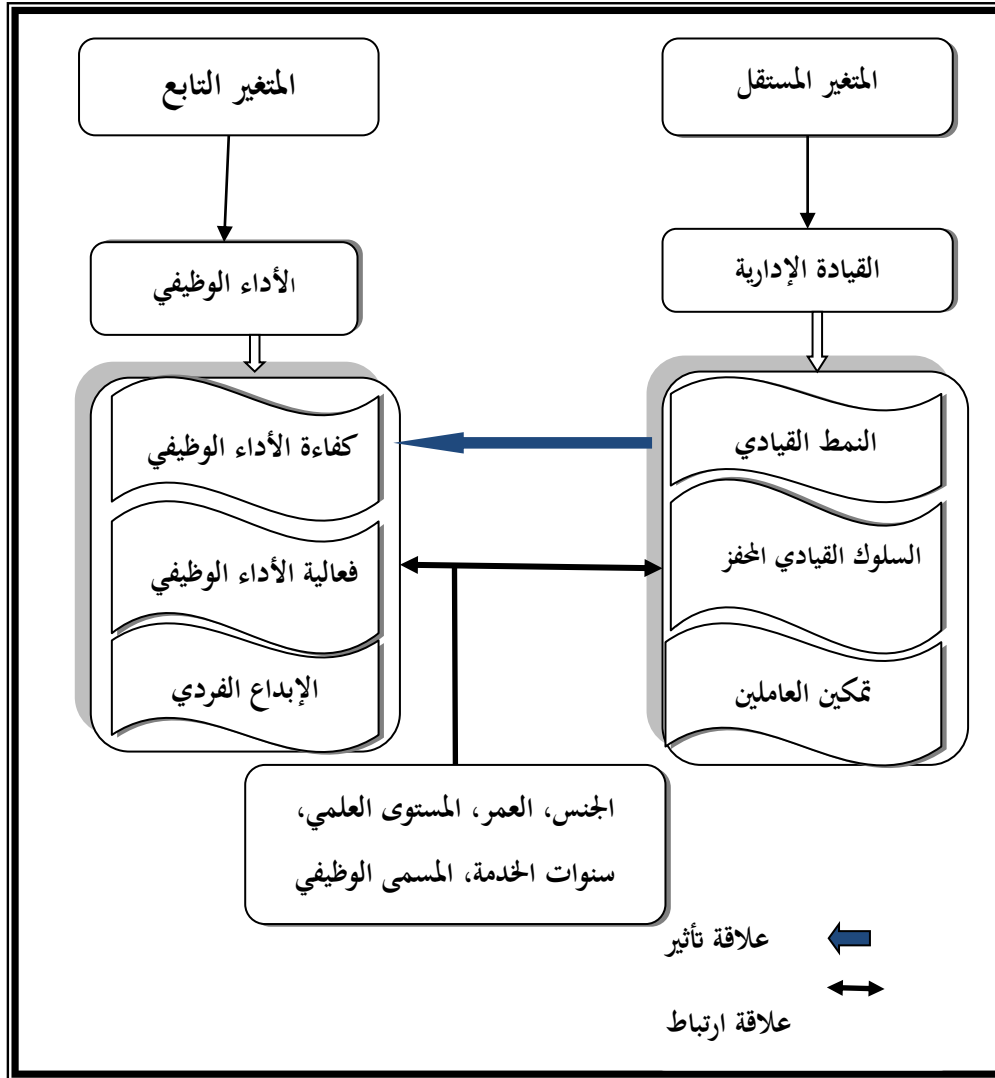 المتغير المستقل
المتغير التابع
القيادة الإدارية
الأداء الوظيفي
النمط القيادي
السلوك القيادي المحفز
تمكين العاملين
كفاءة الأداء الوظيفي
فعالية الأداء الوظيفي
الإبداع الفردي
الجنس، العمر، المستوى العلمي،
سنوات الخدمة، المسمى الوظيفي
علاقة تأثير
علاقة ارتباط